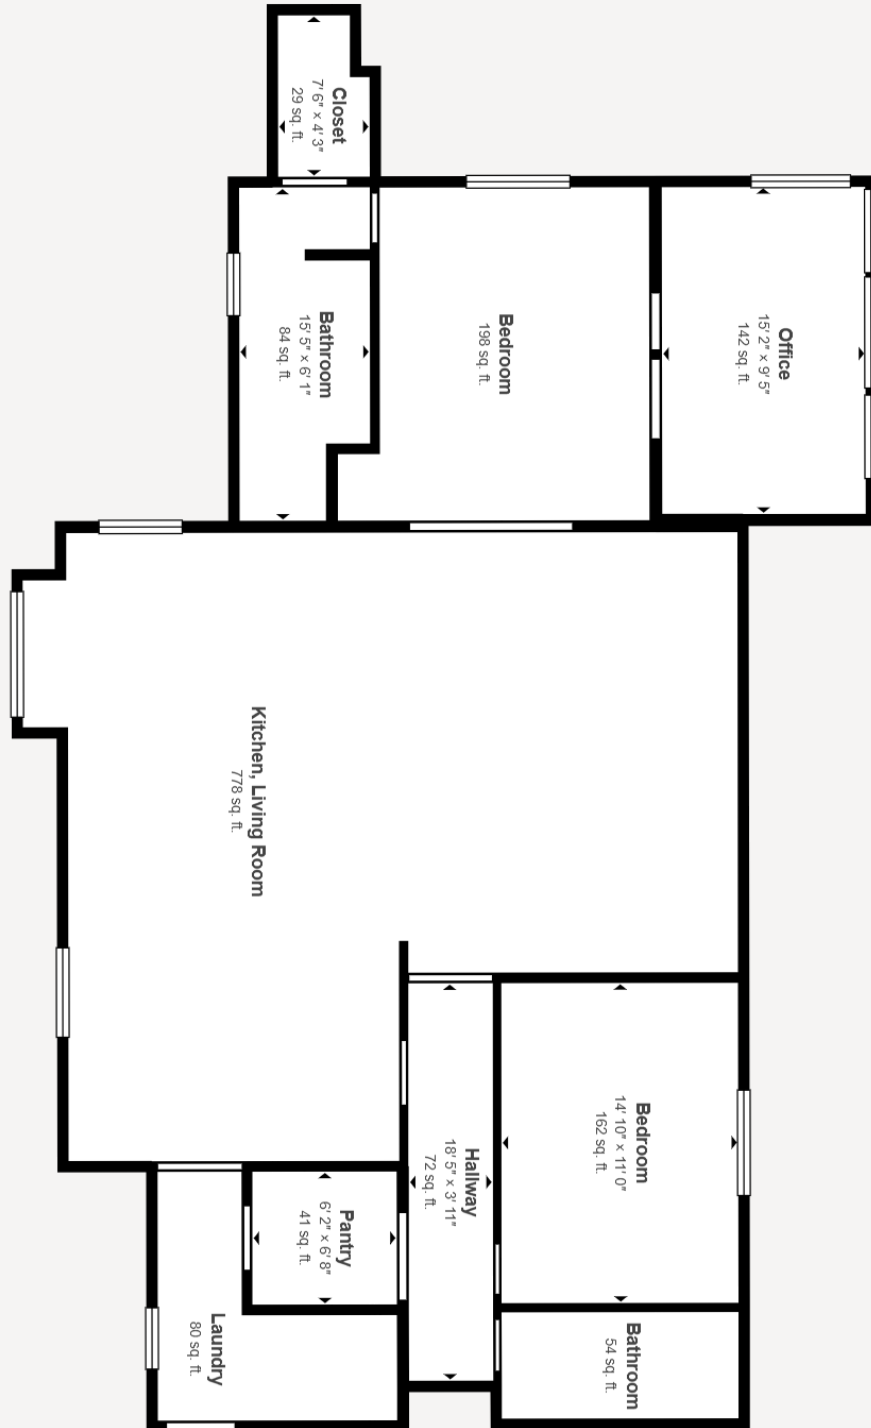 Closet
7' 6" x 4' 3"
29 sq. ft.
Bathroom
15' 5" x 6' 1"
84 sq. ft.
Bedroom
198 sq. ft.
Office
15' 2" x 9' 5"
142 sq. ft.
Kitchen, Living Room
778 sq. ft.
Bedroom
14' 10" x 11' 0"
162 sq. ft.
Hallway
18' 5" x 3' 11"
72 sq. ft.
Pantry
6' 2" x 6' 8"
41 sq. ft.
Laundry
80 sq. ft.
Bathroom
54 sq. ft.